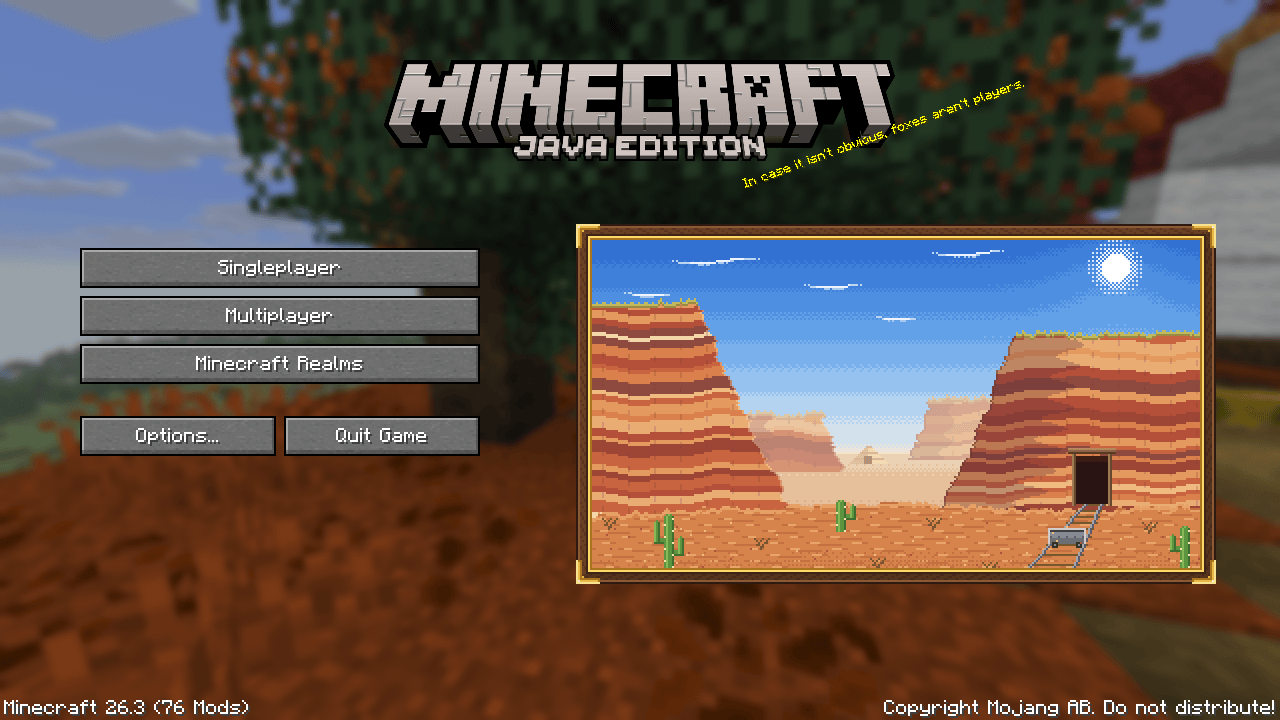 MINECRAFT
JAVA EDITION
In case it isn't obvious, foxes aren't players.
Singleplayer
Multiplayer
Minecraft Realms
Options...
Quit Game
Minecraft 26.3 (76 Mods)
Copyright Mojang AB. Do not distribute!